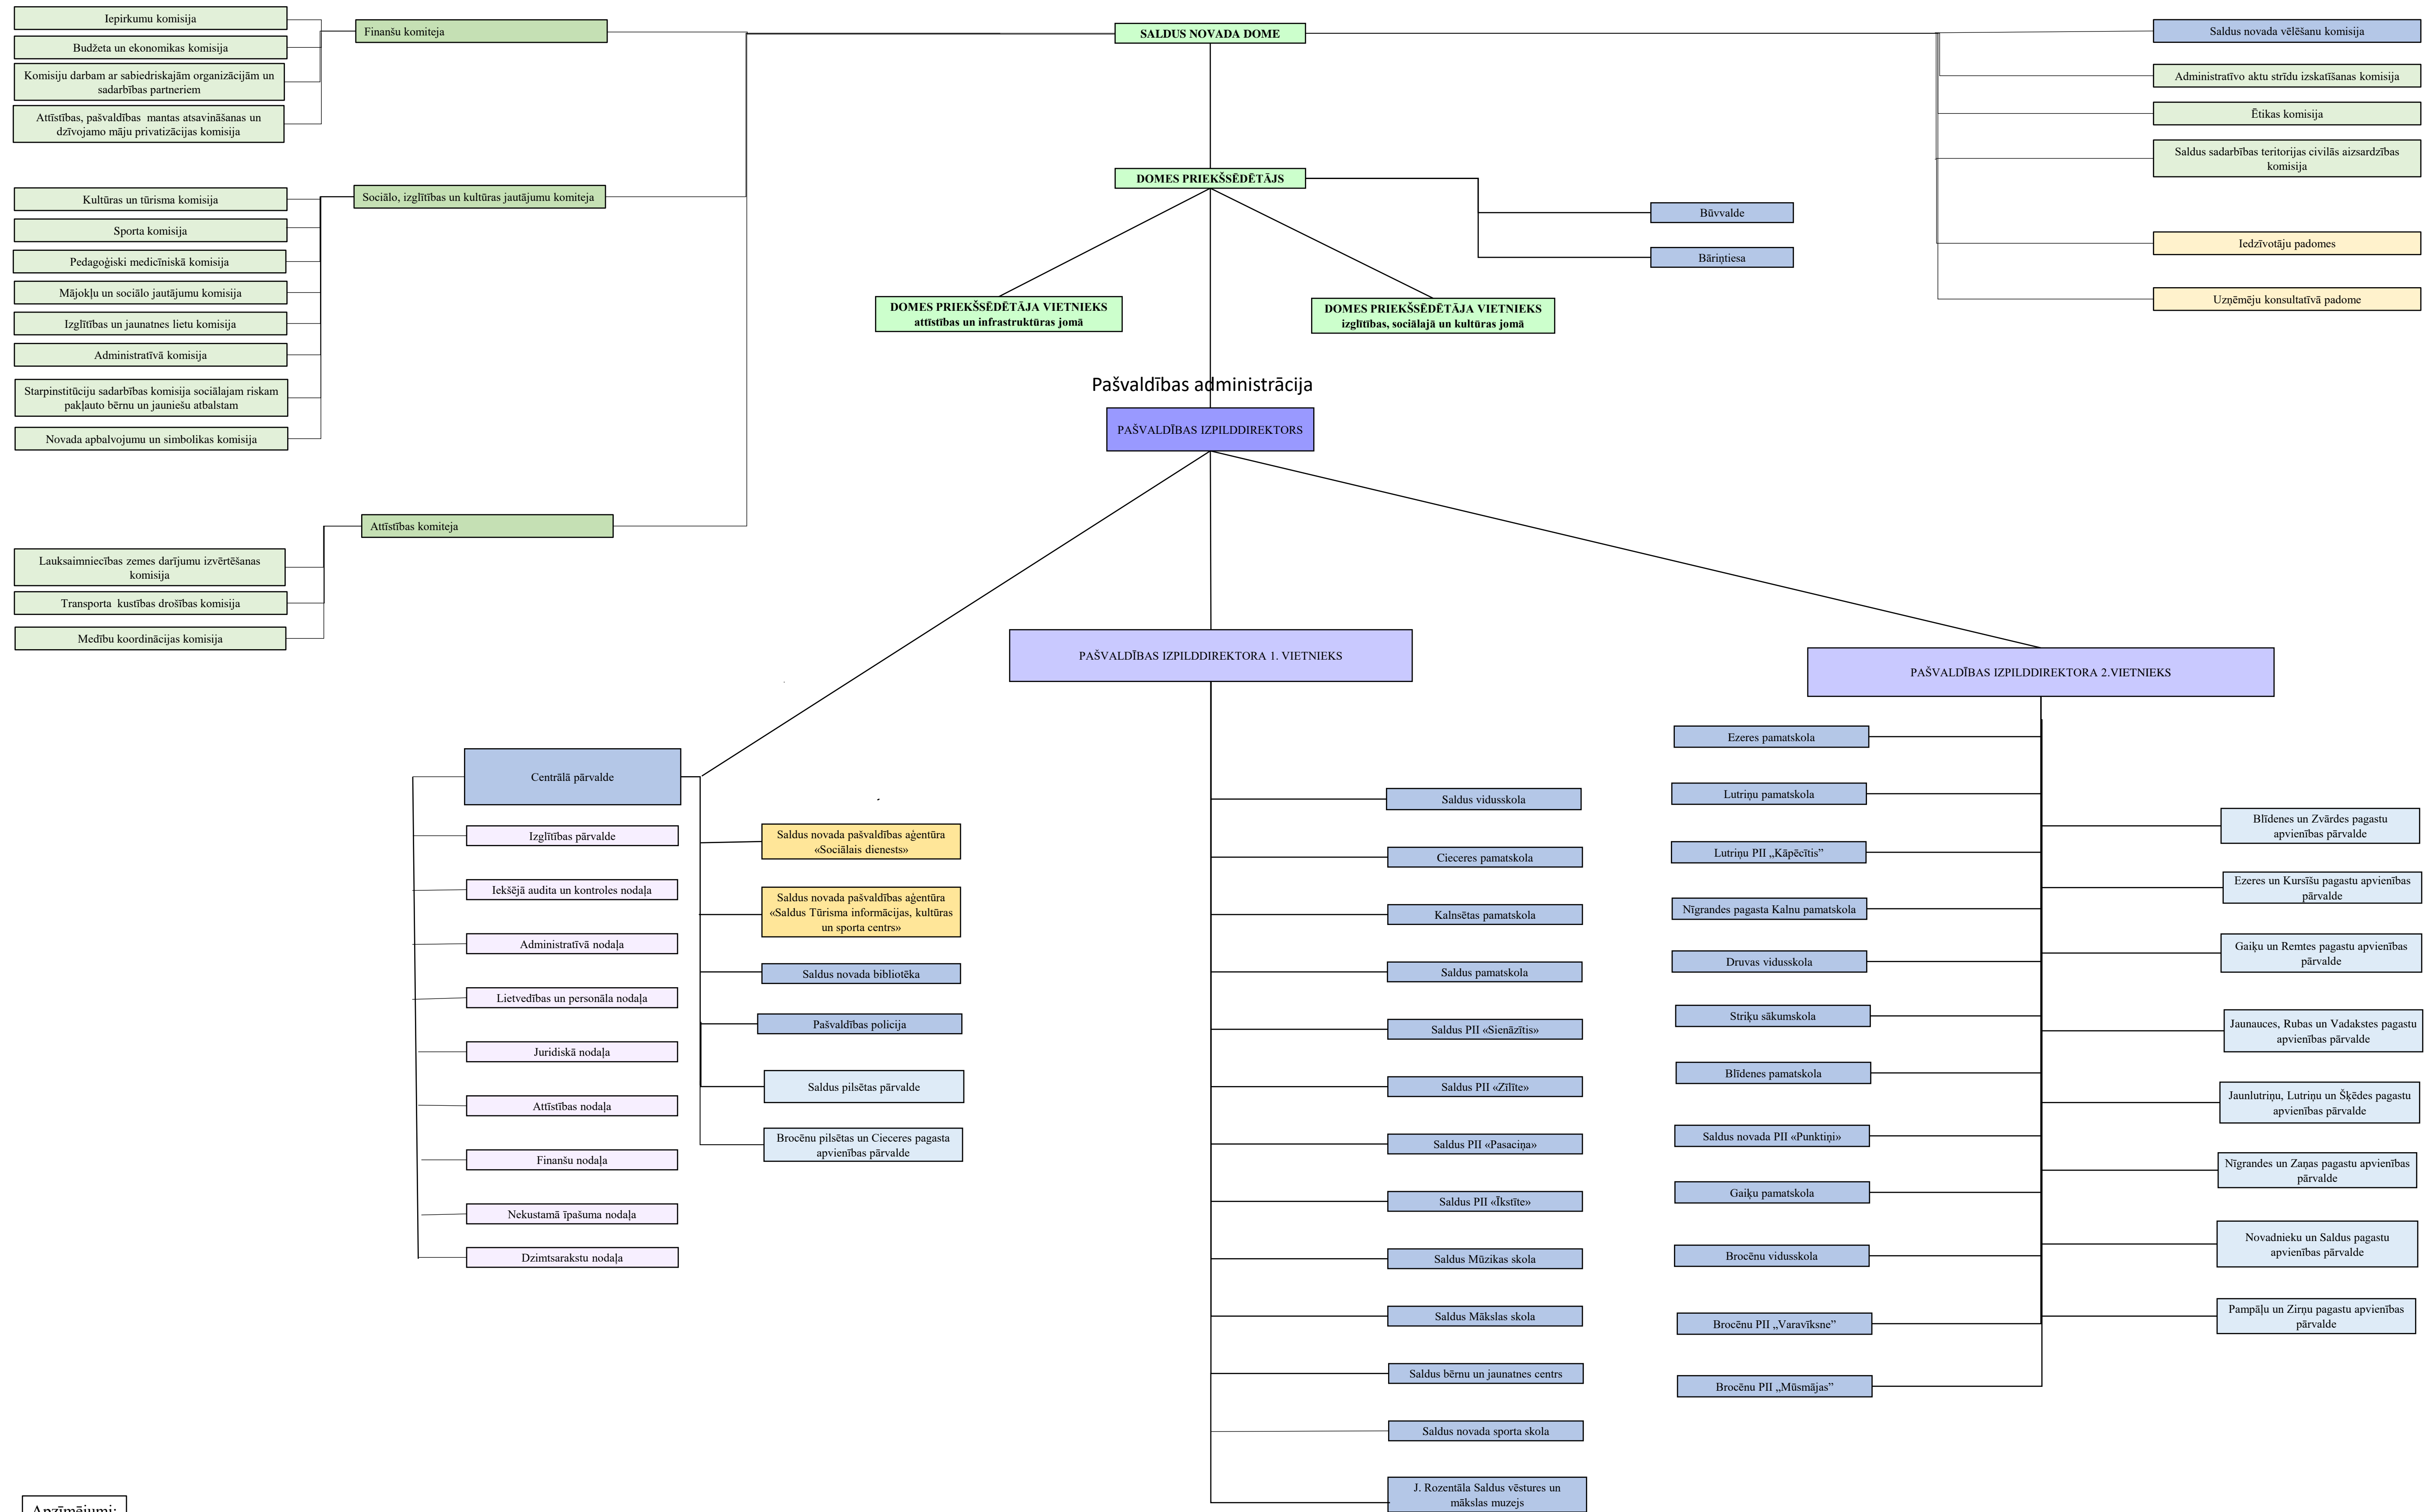 Iepirkumu komisija
Budžeta un ekonomikas komisija
Komisiju darbam ar sabiedriskajām organizācijām un
sadarbības partneriem
Attīstības, pašvaldības  mantas atsavināšanas un
dzīvojamo māju privatizācijas komisija
Finanšu komiteja
Kultūras un tūrisma komisija
Sporta komisija
Pedagoģiski medicīniskā komisija
Mājokļu un sociālo jautājumu komisija
Izglītības un jaunatnes lietu komisija
Administratīvā komisija
Starpinstitūciju sadarbības komisija sociālajam riskam
pakļauto bērnu un jauniešu atbalstam
Novada apbalvojumu un simbolikas komisija
Sociālo, izglītības un kultūras jautājumu komiteja
Attīstības komiteja
Lauksaimniecības zemes darījumu izvērtēšanas
komisija
Transporta  kustības drošības komisija
Medību koordinācijas komisija
SALDUS NOVADA DOME
DOMES PRIEKŠSĒDĒTĀJS
Būvvalde
Bāriņtiesa
DOMES PRIEKŠSĒDĒTĀJA VIETNIEKS
attīstības un infrastruktūras jomā
DOMES PRIEKŠSĒDĒTĀJA VIETNIEKS
izglītības, sociālajā un kultūras jomā
Saldus novada vēlēšanu komisija
Administratīvo aktu strīdu izskatīšanas komisija
Ētikas komisija
Saldus sadarbības teritorijas civilās aizsardzības
komisija
Iedzīvotāju padomes
Uzņēmēju konsultatīvā padome
Pašvaldības administrācija
PAŠVALDĪBAS IZPILDDIREKTORS
PAŠVALDĪBAS IZPILDDIREKTORA 1. VIETNIEKS
PAŠVALDĪBAS IZPILDDIREKTORA 2.VIETNIEKS
Centrālā pārvalde
Izglītības pārvalde
Iekšējā audita un kontroles nodaļa
Administratīvā nodaļa
Lietvedības un personāla nodaļa
Juridiskā nodaļa
Attīstības nodaļa
Finanšu nodaļa
Nekustamā īpašuma nodaļa
Dzimtsarakstu nodaļa
Saldus novada pašvaldības aģentūra
«Sociālais dienests»
Saldus novada pašvaldības aģentūra
«Saldus Tūrisma informācijas, kultūras
un sporta centrs»
Saldus novada bibliotēka
Pašvaldības policija
Saldus pilsētas pārvalde
Brocēnu pilsētas un Cieceres pagasta
apvienības pārvalde
Saldus vidusskola
Cieceres pamatskola
Kalnsētas pamatskola
Saldus pamatskola
Saldus PII «Sienāzītis»
Saldus PII «Zīlīte»
Saldus PII «Pasaciņa»
Saldus PII «Īkstīte»
Saldus Mūzikas skola
Saldus Mākslas skola
Saldus bērnu un jaunatnes centrs
Saldus novada sporta skola
J. Rozentāla Saldus vēstures un
mākslas muzejs
Ezeres pamatskola
Lutriņu pamatskola
Lutriņu PII „Kāpēcītis”
Nīgrandes pagasta Kalnu pamatskola
Druvas vidusskola
Striķu sākumskola
Blīdenes pamatskola
Saldus novada PII «Punktiņi»
Gaiķu pamatskola
Brocēnu vidusskola
Brocēnu PII „Varavīksne”
Brocēnu PII „Mūsmājas”
Blīdenes un Zvārdes pagastu
apvienības pārvalde
Ezeres un Kursīšu pagastu apvienības
pārvalde
Gaiķu un Remtes pagastu apvienības
pārvalde
Jaunauces, Rubas un Vadakstes pagastu
apvienības pārvalde
Jaunlutriņu, Lutriņu un Šķēdes pagastu
apvienības pārvalde
Nīgrandes un Zaņas pagastu apvienības
pārvalde
Novadnieku un Saldus pagastu
apvienības pārvalde
Pampāļu un Zirņu pagastu apvienības
pārvalde
Apzīmējumi: